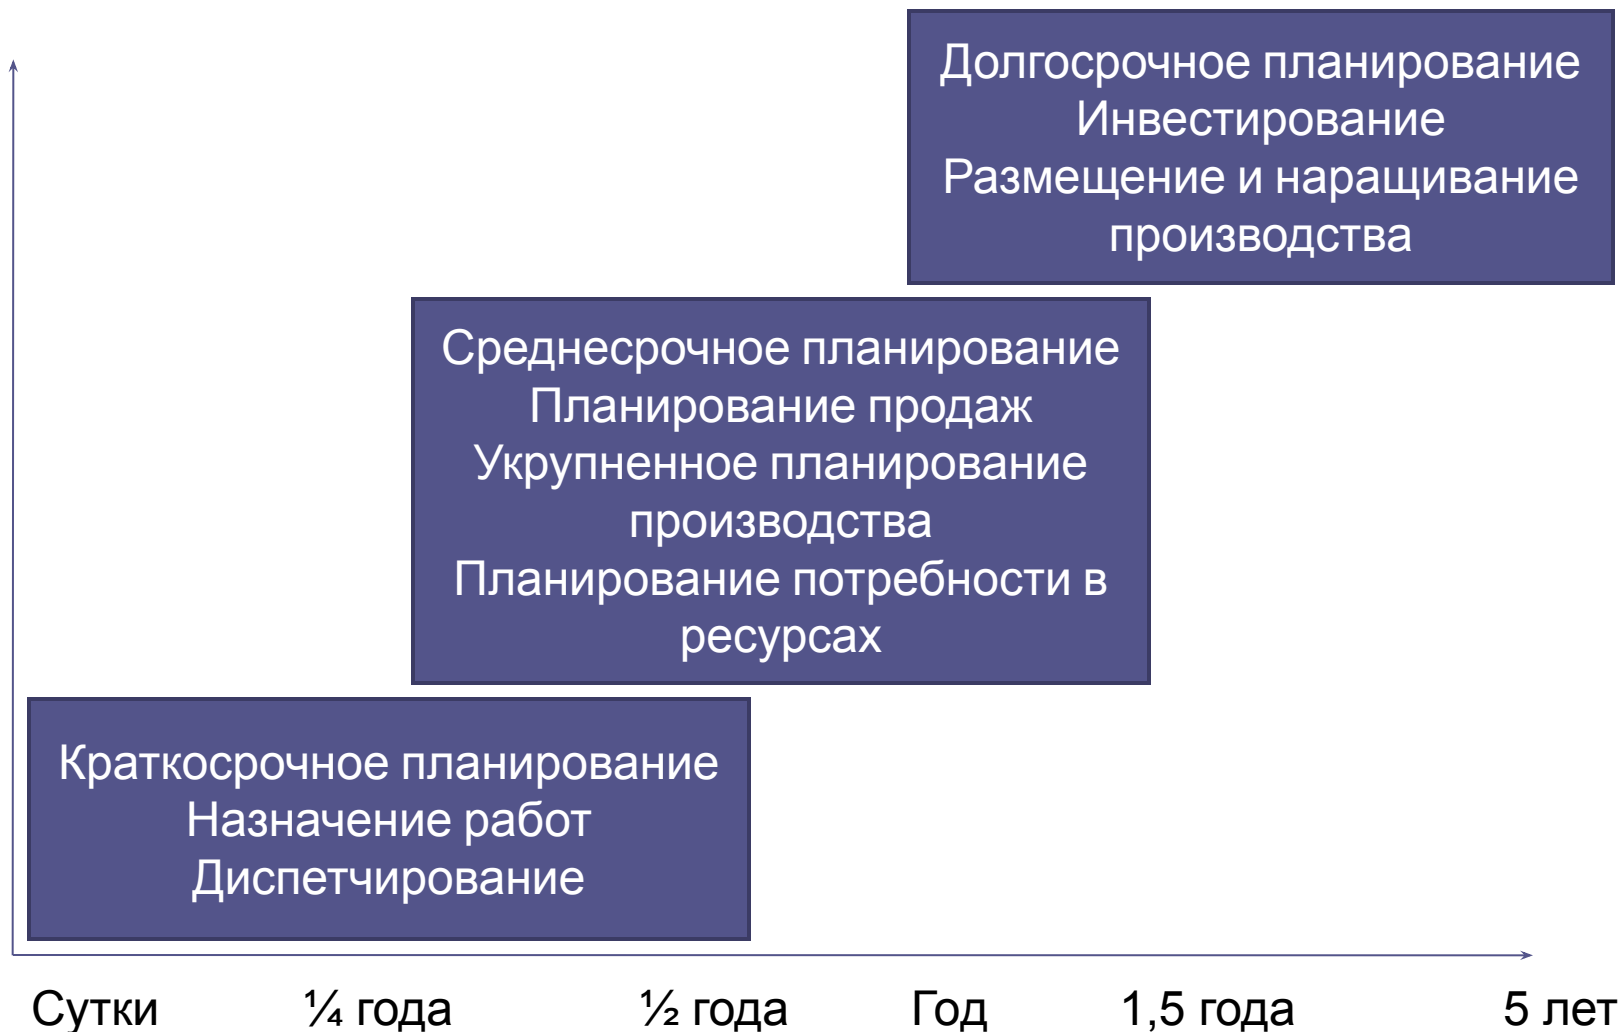 Долгосрочное планирование
Инвестирование
Размещение и наращивание
производства
Среднесрочное планирование
Планирование продаж
Укрупненное планирование
производства
Планирование потребности в
ресурсах
Краткосрочное планирование
Назначение работ
Диспетчирование
Сутки ¼ года ½ года Год 1,5 года 5 лет